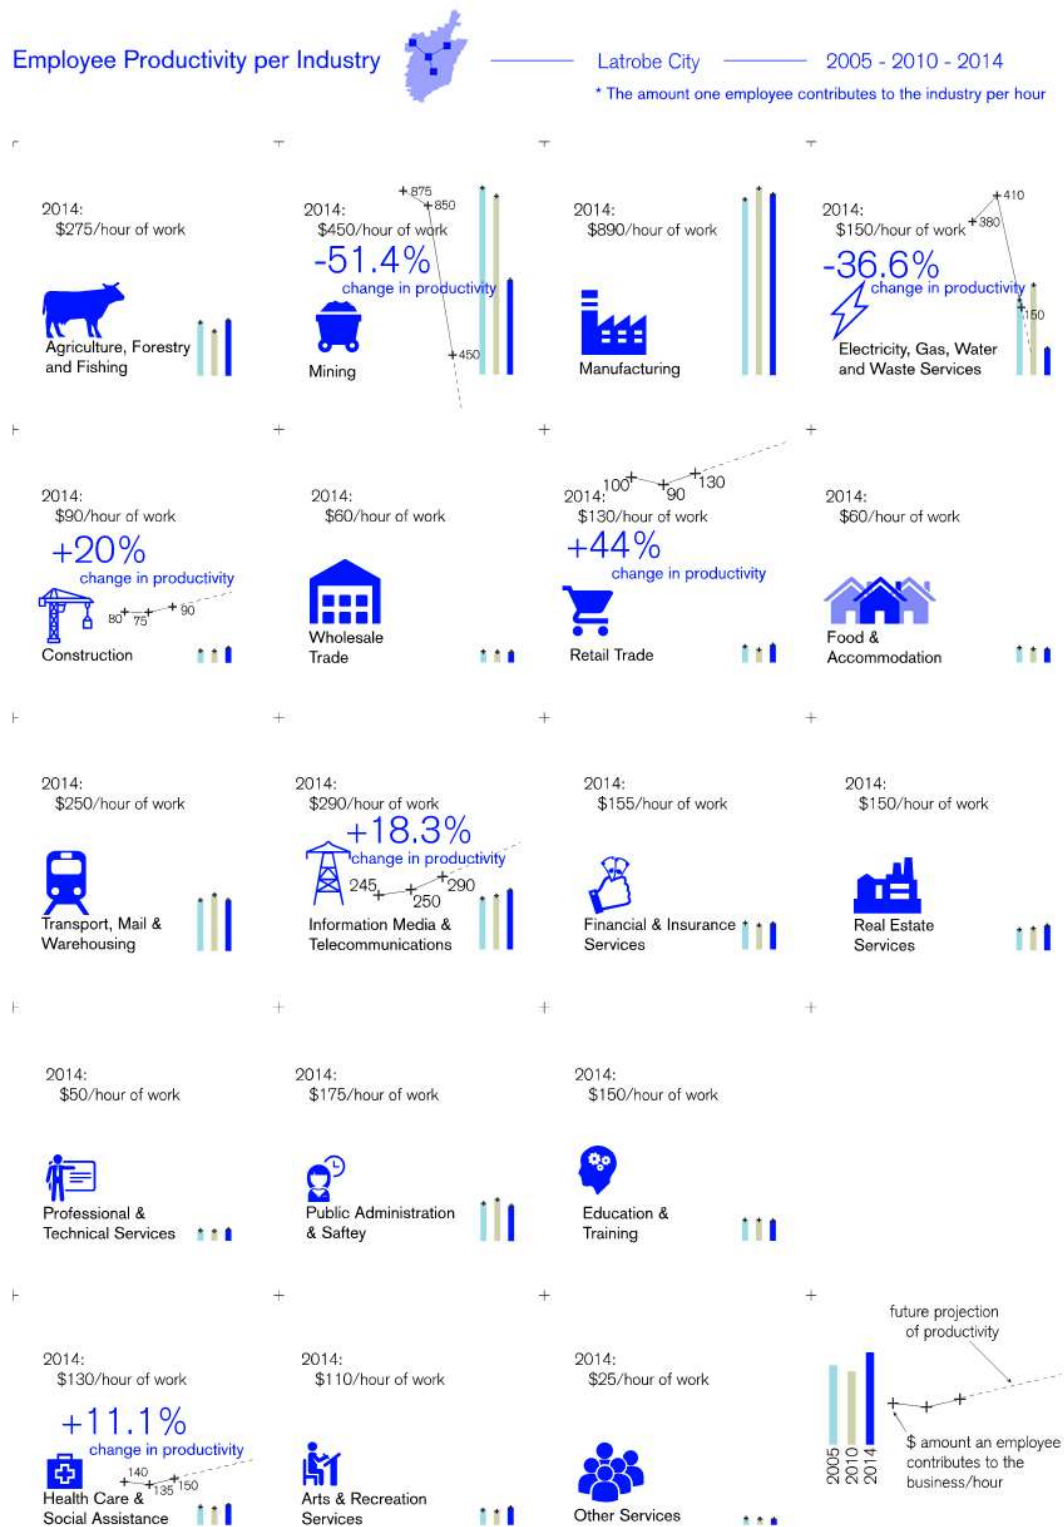 Employee Productivity per Industry
Latrobe City
2005 - 2010 - 2014
* The amount one employee contributes to the industry per hour
2014:
$275/hour of work
Agriculture, Forestry
and Fishing
2014:
$450/hour of work
-51.4%
change in productivity
875
850
450
Mining
2014:
$890/hour of work
Manufacturing
2014:
$150/hour of work
-36.6%
change in productivity
380
410
150
Electricity, Gas, Water
and Waste Services
2014:
$90/hour of work
+20%
change in productivity
80
75
90
Construction
2014:
$60/hour of work
Wholesale
Trade
100
90
130
2014:
$130/hour of work
+44%
change in productivity
Retail Trade
2014:
$60/hour of work
Food &
Accommodation
2014:
$250/hour of work
Transport, Mail &
Warehousing
2014:
$290/hour of work
+18.3%
change in productivity
245
250
290
Information Media &
Telecommunications
2014:
$155/hour of work
Financial & Insurance
Services
2014:
$150/hour of work
Real Estate
Services
2014:
$50/hour of work
Professional &
Technical Services
2014:
$175/hour of work
Public Administration
& Saftey
2014:
$150/hour of work
Education &
Training
2014:
$130/hour of work
+11.1%
change in productivity
140
135
150
Health Care &
Social Assistance
2014:
$110/hour of work
Arts & Recreation
Services
2014:
$25/hour of work
Other Services
future projection
of productivity
2005
2010
2014
$ amount an employee
contributes to the
business/hour